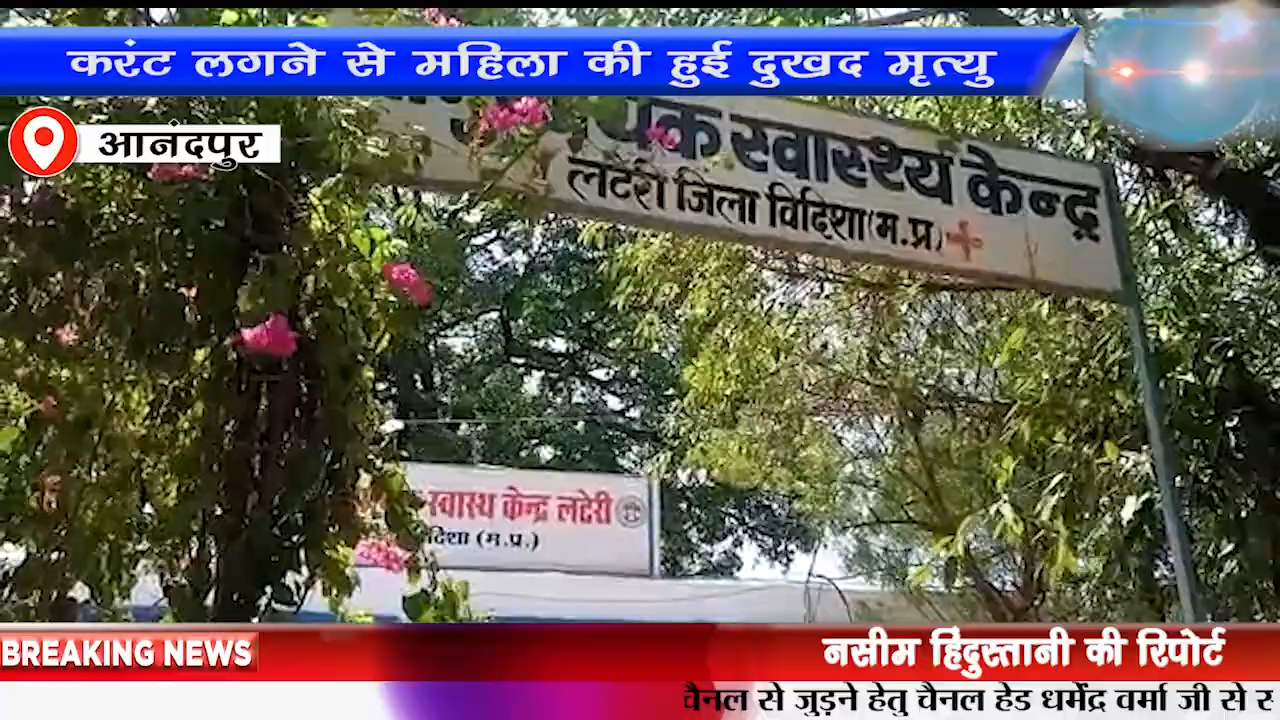 करंट लगने से महिला की हुई दुखद मृत्यु
आनंदपुर
स्वास्थ्य केन्द्र
लटेरी जिला विदिशा (म.प्र)
स्वास्थ केन्द्र लटेरी
(म.प्र.)
BREAKING NEWS
नसीम हिंदुस्तानी की रिपोर्ट
चैनल से जुड़ने हेतु चैनल हेड धर्मेंद्र वर्मा जी से